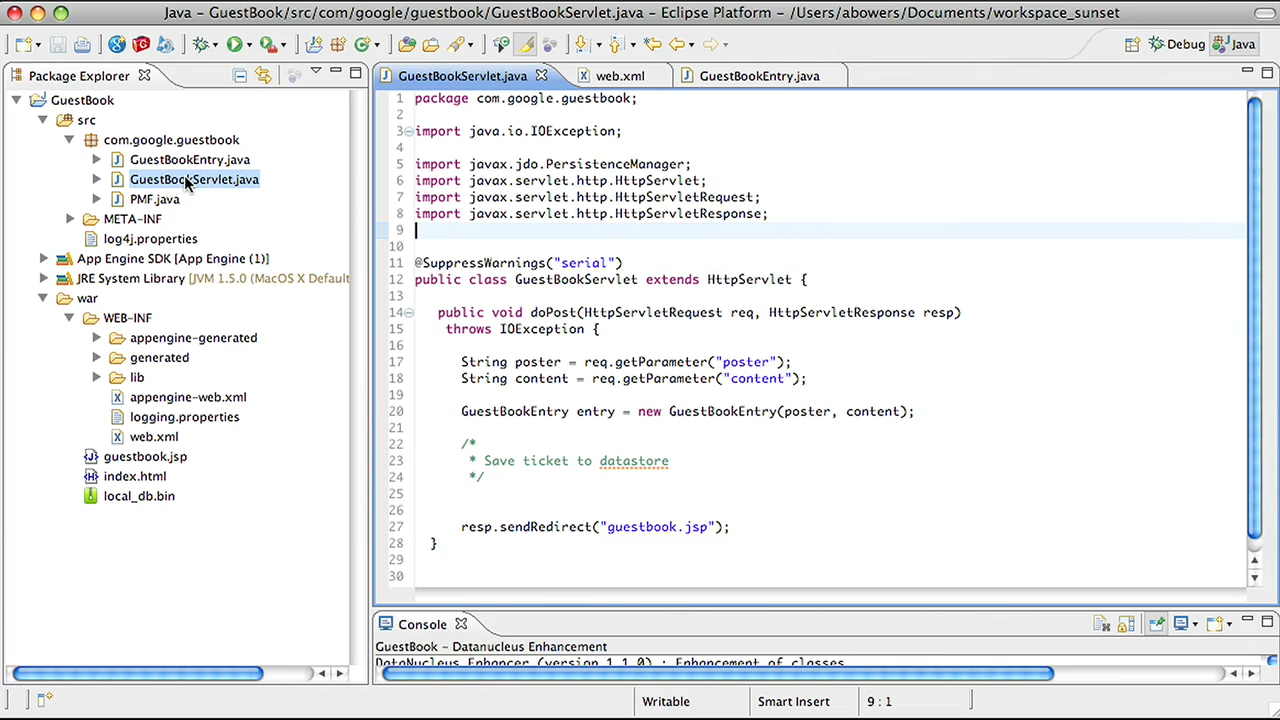 Java – GuestBook/src/com/google/guestbook/GuestBookServlet.java – Eclipse Platform – /Users/abowers/Documents/workspace_sunset
Debug
Java
Package Explorer
GuestBook
src
com.google.guestbook
GuestBookEntry.java
GuestBookServlet.java
PMF.java
META-INF
log4j.properties
App Engine SDK [App Engine (1)]
JRE System Library [JVM 1.5.0 (MacOS X Default
war
WEB-INF
appengine-generated
generated
lib
appengine-web.xml
logging.properties
web.xml
guestbook.jsp
index.html
local_db.bin
GuestBookServlet.java
web.xml
GuestBookEntry.java
1 package com.google.guestbook;
2
3 import java.io.IOException;
4
5 import javax.jdo.PersistenceManager;
6 import javax.servlet.http.HttpServlet;
7 import javax.servlet.http.HttpServletRequest;
8 import javax.servlet.http.HttpServletResponse;
9
10
11 @SuppressWarnings("serial")
12 public class GuestBookServlet extends HttpServlet {
13
14 public void doPost(HttpServletRequest req, HttpServletResponse resp)
15 throws IOException {
16
17 String poster = req.getParameter("poster");
18 String content = req.getParameter("content");
19
20 GuestBookEntry entry = new GuestBookEntry(poster, content);
21
22 /*
23 * Save ticket to datastore
24 */
25
26
27 resp.sendRedirect("guestbook.jsp");
28 }
29
30
Console
GuestBook – Datanucleus Enhancement
DataNucleus Enhancer (version 1.1.0) : Enhancement of classes
Writable
Smart Insert
9 : 1